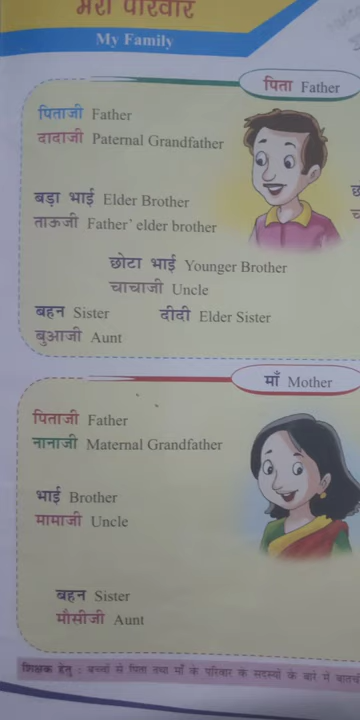 मेरा परिवार
My Family
पिता Father
पिताजी Father
दादाजी Paternal Grandfather
बड़ा भाई Elder Brother
ताऊजी Father' elder brother
छोटा भाई Younger Brother
चाचाजी Uncle
बहन Sister दीदी Elder Sister
बुआजी Aunt
माँ Mother
पिताजी Father
नानाजी Maternal Grandfather
भाई Brother
मामाजी Uncle
बहन Sister
मौसीजी Aunt
शिक्षक हेतु : बच्चों से पिता तथा माँ के परिवार के सदस्यों के बारे में